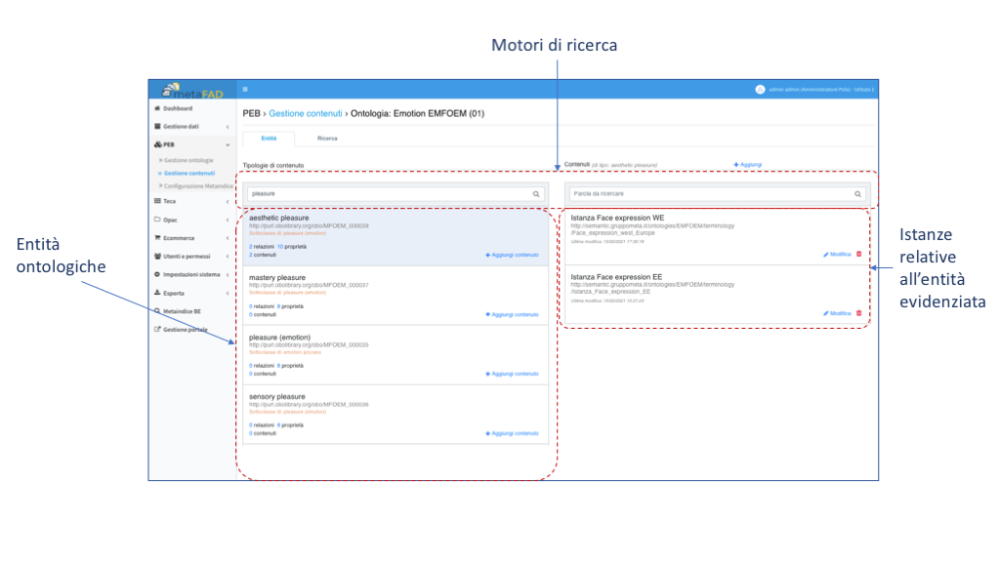 Motori di ricerca
metaFAD
admin admin (Amministratore Polo) - Istituto 1
Dashboard
Gestione dati
PEB
Gestione ontologie
Gestione contenuti
Configurazione Metaindice
Teca
Opac
Ecommerce
Utenti e permessi
Impostazioni sistema
Esporta
Metaindice BE
Gestione portale
PEB › Gestione contenuti › Ontologia: Emotion EMFOEM (01)
Entità
Ricerca
Tipologie di contenuto
pleasure
aesthetic pleasure
http://purl.obolibrary.org/obo/MFOEM_000039
Sottoclasse di: pleasure (emotion)
2 relazioni 10 proprietà
2 contenuti
+ Aggiungi contenuto
mastery pleasure
http://purl.obolibrary.org/obo/MFOEM_000037
Sottoclasse di: pleasure (emotion)
0 relazioni 8 proprietà
0 contenuti
+ Aggiungi contenuto
pleasure (emotion)
http://purl.obolibrary.org/obo/MFOEM_000035
Sottoclasse di: emotion process
0 relazioni 8 proprietà
0 contenuti
+ Aggiungi contenuto
sensory pleasure
http://purl.obolibrary.org/obo/MFOEM_000036
Sottoclasse di: pleasure (emotion)
0 relazioni 8 proprietà
0 contenuti
+ Aggiungi contenuto
Contenuti (di tipo: aesthetic pleasure)
+ Aggiungi
Parola da ricercare
Istanza Face expression WE
http://semantic.gruppometa.it/ontologies/EMFOEM/terminology
/Face_expression_west_Europa
Ultima modifica: 15/02/2021 17:30:19
Modifica
Istanza Face expression EE
http://semantic.gruppometa.it/ontologies/EMFOEM/terminology
/Istanza_Face_expression_EE
Ultima modifica: 15/02/2021 15:21:23
Modifica
Entità
ontologiche
Istanze
relative
all’entità
evidenziata